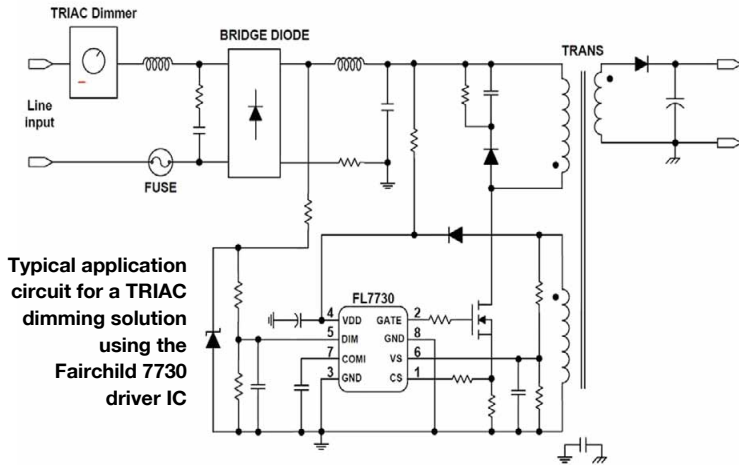 TRIAC Dimmer
BRIDGE DIODE
TRANS
Line
input
FUSE
Typical application
circuit for a TRIAC
dimming solution
using the
Fairchild 7730
driver IC
FL7730
4 VDD GATE 2
5 DIM GND 8
7 COMI VS 6
3 GND CS 1